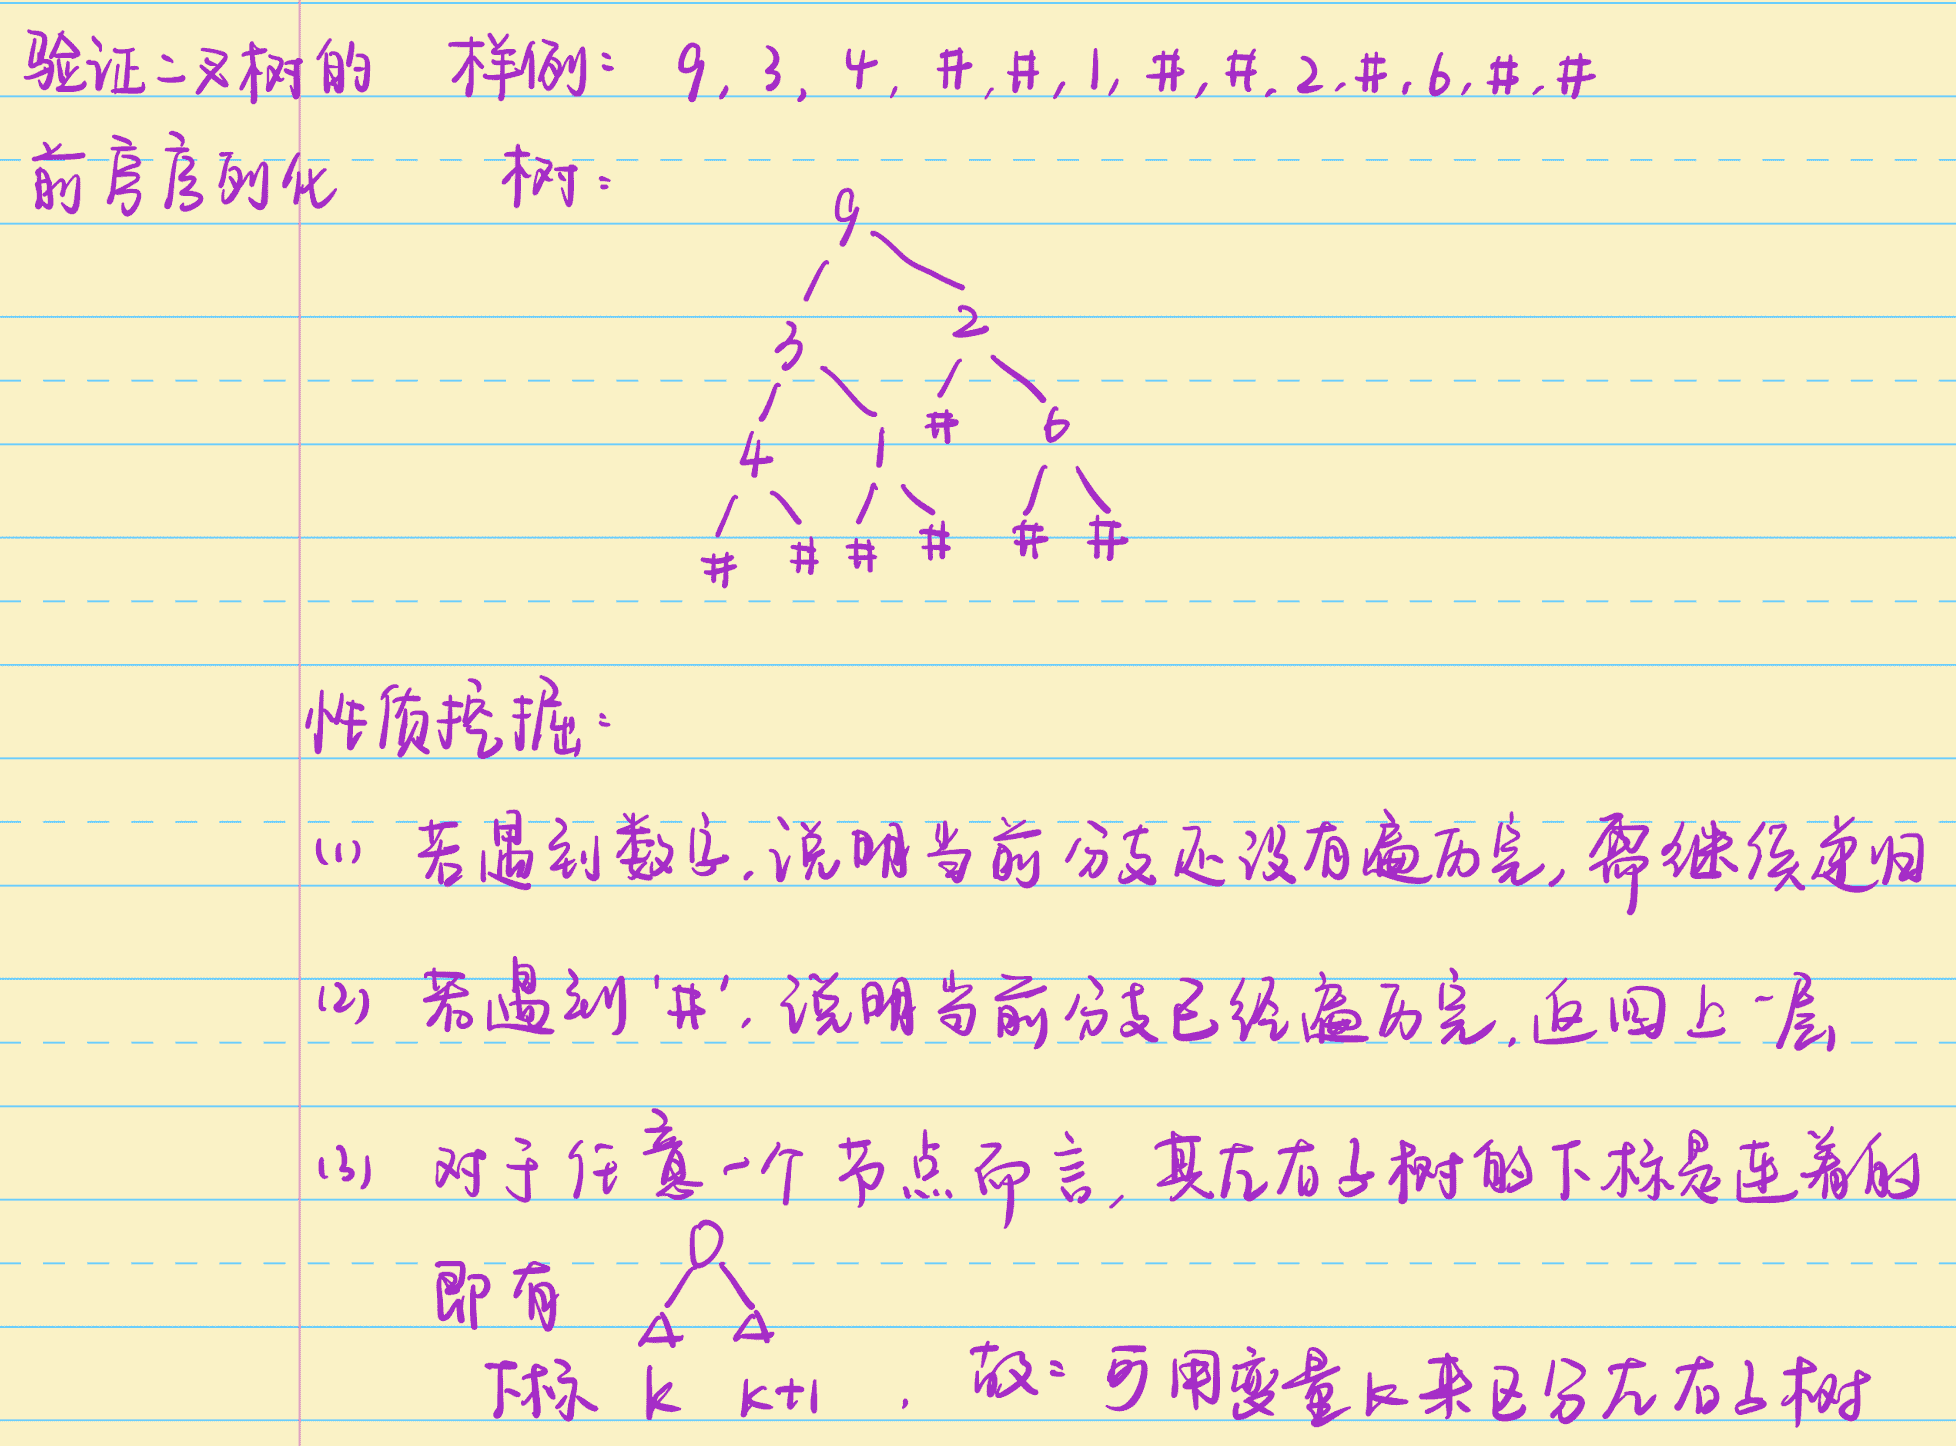 验证二叉树的 样例: 9, 3, 4, #, #, 1, #, #, 2, #, 6, #, #
前序序列化 树:
9
3 2
4 1 # 6
# # # # # #
性质挖掘:
(1) 若遇到数字,说明当前分支还没有遍历完,需继续递归
(2) 若遇到'#',说明当前分支已经遍历完,返回上一层
(3) 对于任意一个节点而言,其左右子树的下标是连着的
即有
下标 k k+1 , 故: 可用变量k来区分左右子树